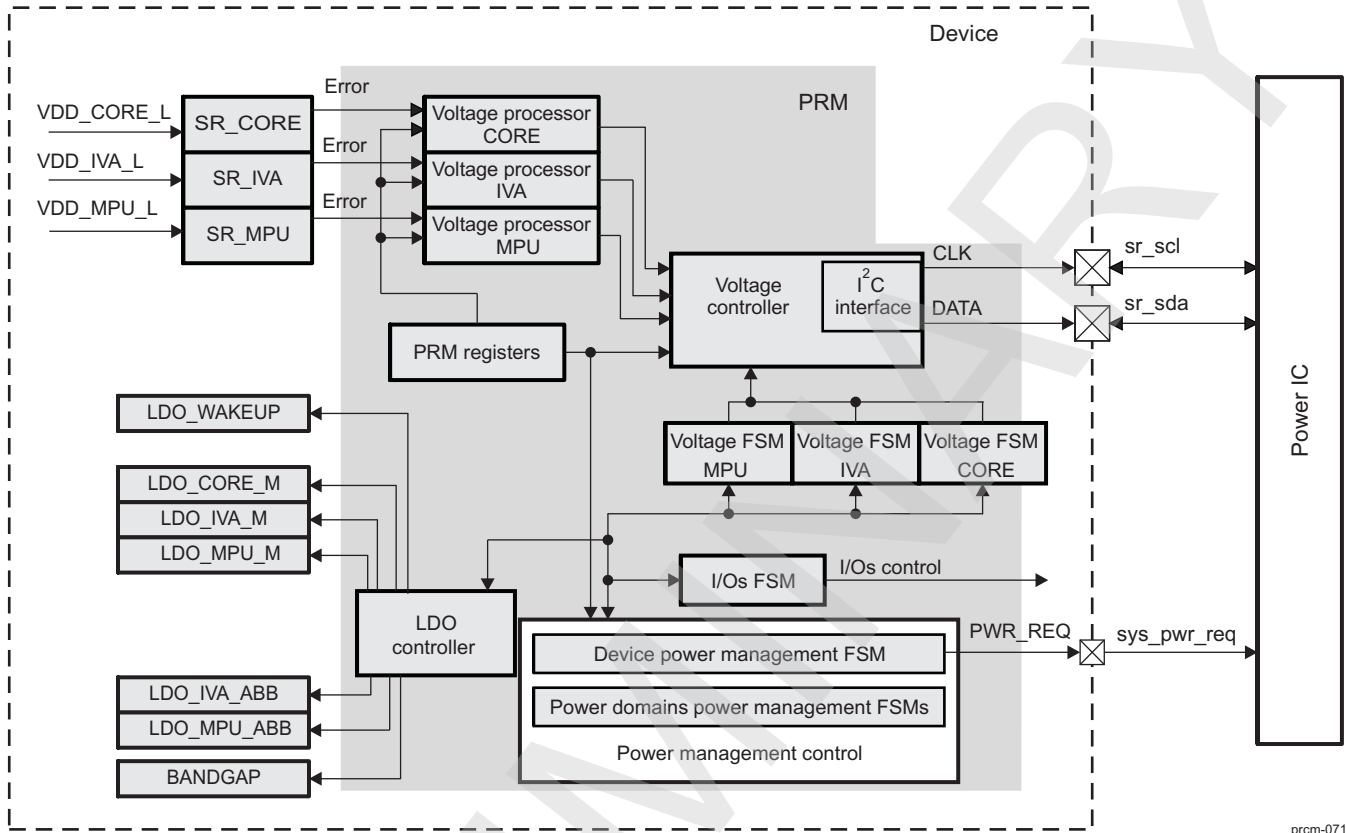 Device
PRM
VDD_CORE_L
VDD_IVA_L
VDD_MPU_L
SR_CORE
SR_IVA
SR_MPU
Error
Error
Error
Voltage processor
CORE
Voltage processor
IVA
Voltage processor
MPU
Voltage
controller
I2C
interface
CLK
DATA
sr_scl
sr_sda
Power IC
PRM registers
LDO_WAKEUP
LDO_CORE_M
LDO_IVA_M
LDO_MPU_M
Voltage FSM
MPU
Voltage FSM
IVA
Voltage FSM
CORE
I/Os FSM
I/Os control
LDO
controller
Device power management FSM
Power domains power management FSMs
Power management control
PWR_REQ
sys_pwr_req
LDO_IVA_ABB
LDO_MPU_ABB
BANDGAP
prcm-071